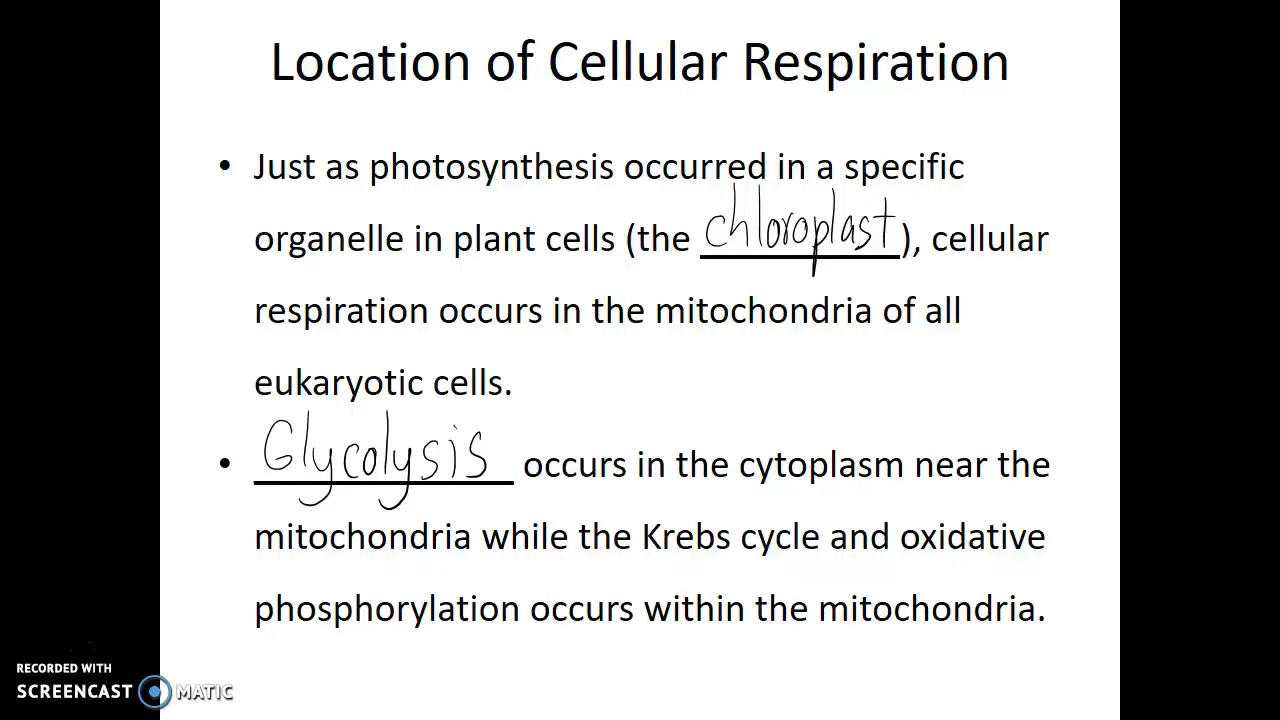 Location of Cellular Respiration
• Just as photosynthesis occurred in a specific
organelle in plant cells (the chloroplast), cellular
respiration occurs in the mitochondria of all
eukaryotic cells.
• Glycolysis occurs in the cytoplasm near the
mitochondria while the Krebs cycle and oxidative
phosphorylation occurs within the mitochondria.
RECORDED WITH
SCREENCAST MATIC